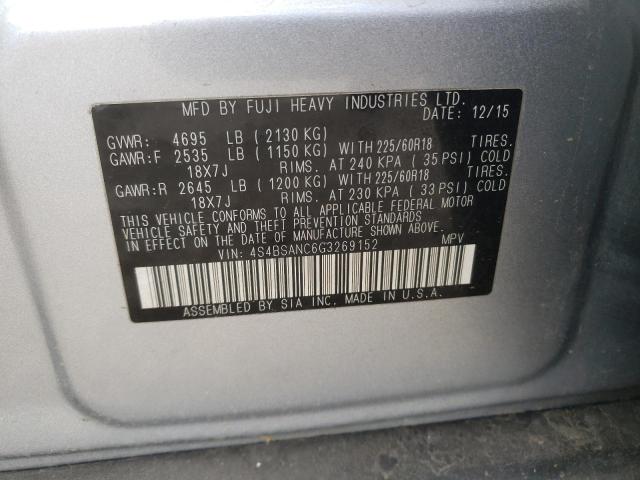 MFD BY FUJI HEAVY INDUSTRIES LTD.
DATE: 12/15
GVWR: 4695 LB (2130 KG)
GAWR:F 2535 LB (1150 KG) WITH 225/60R18 TIRES.
18X7J RIMS. AT 240 KPA (35 PSI) COLD
GAWR:R 2645 LB (1200 KG) WITH 225/60R18 TIRES.
18X7J RIMS. AT 230 KPA (33 PSI) COLD
THIS VEHICLE CONFORMS TO ALL APPLICABLE FEDERAL MOTOR
VEHICLE SAFETY AND THEFT PREVENTION STANDARDS IN
EFFECT ON THE DATE OF MANUFACTURE SHOWN ABOVE.
VIN: 4S4BSANC6G3269152 MPV
ASSEMBLED BY SIA INC. MADE IN U.S.A.